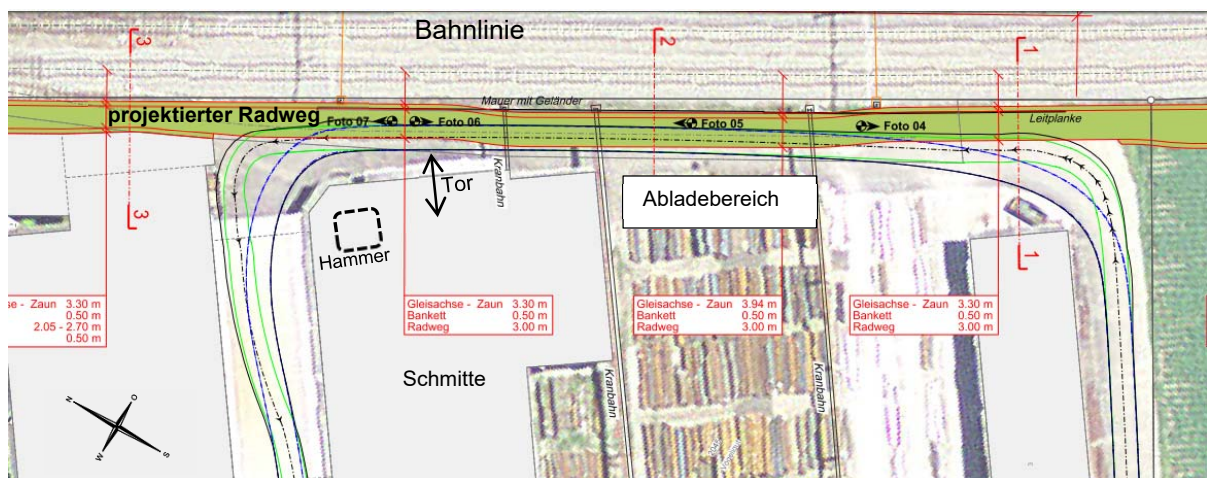 Bahnlinie
3
2
1
Mauer mit Geländer
projektierter Radweg
Foto 07
Foto 06
Foto 05
Foto 04
Leitplanke
Tor
Kranbahn
Abladebereich
Kranbahn
3
Hammer
1
se - Zaun 3.30 m
0.50 m
2.05 - 2.70 m
0.50 m
Gleisachse - Zaun 3.30 m
Bankett 0.50 m
Radweg 3.00 m
Gleisachse - Zaun 3.94 m
Bankett 0.50 m
Radweg 3.00 m
Gleisachse - Zaun 3.30 m
Bankett 0.50 m
Radweg 3.00 m
Schmitte
Kranbahn
Kranbahn
N
O
W
S